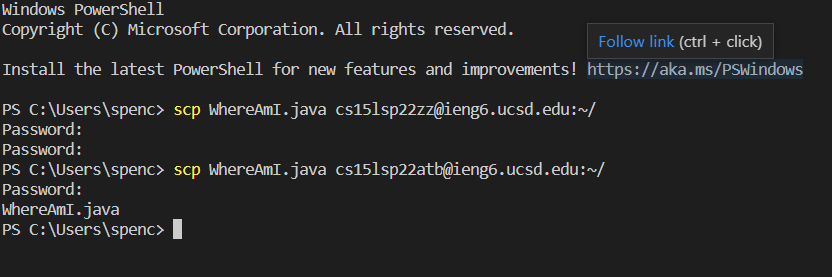 Windows PowerShell
Copyright (C) Microsoft Corporation. All rights reserved.
Follow link (ctrl + click)
Install the latest PowerShell for new features and improvements! https://aka.ms/PSWindows
PS C:\Users\spenc> scp WhereAmI.java cs15lsp22zz@ieng6.ucsd.edu:~/
Password:
Password:
PS C:\Users\spenc> scp WhereAmI.java cs15lsp22atb@ieng6.ucsd.edu:~/
Password:
WhereAmI.java
PS C:\Users\spenc>